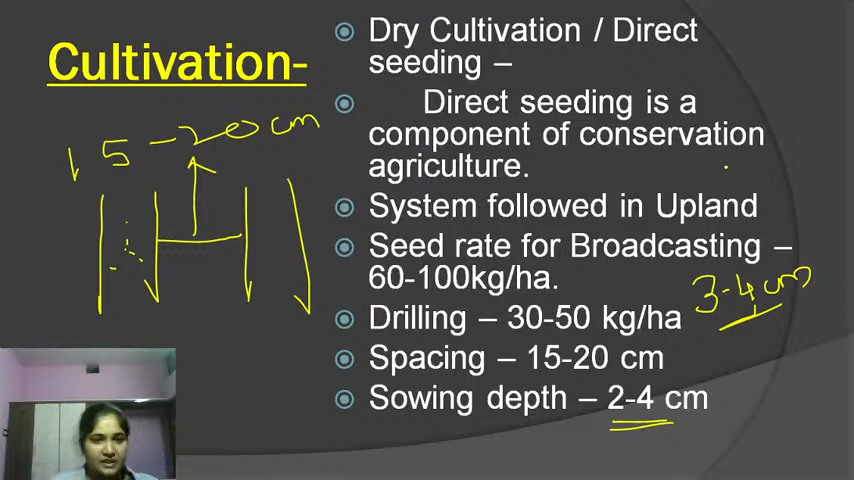 Cultivation-
15-20 cm
Dry Cultivation / Direct
seeding –
Direct seeding is a
component of conservation
agriculture.
System followed in Upland
Seed rate for Broadcasting –
60-100kg/ha.
3-4cm
Drilling – 30-50 kg/ha
Spacing – 15-20 cm
Sowing depth – 2-4 cm